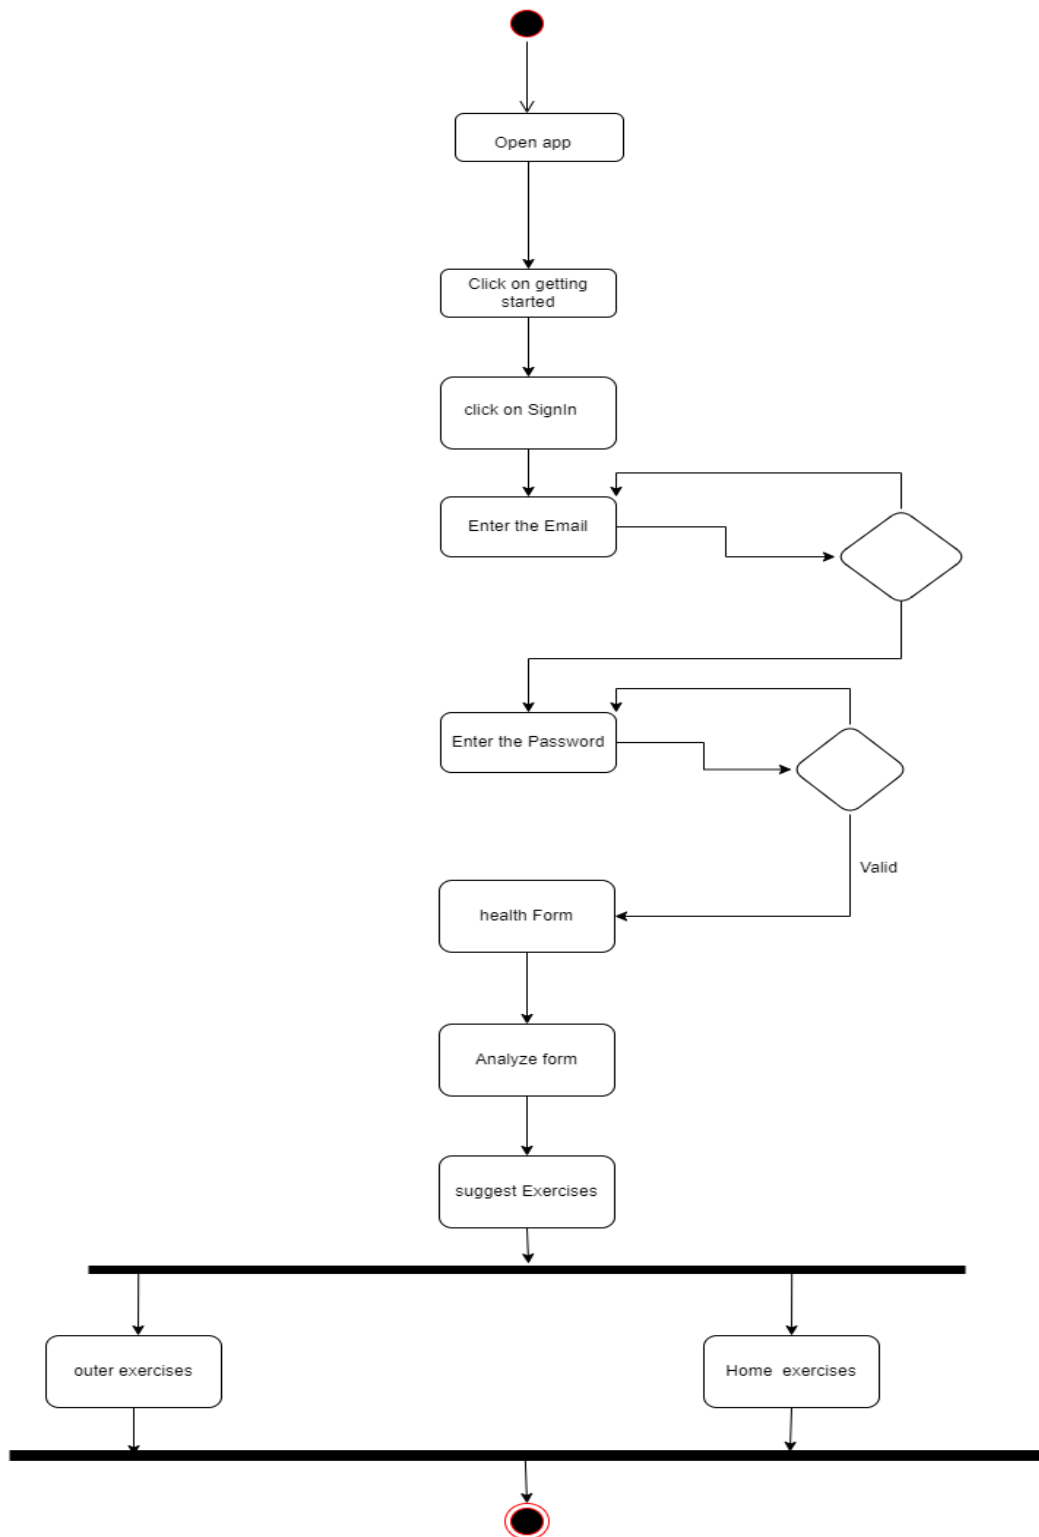 Open app
Click on getting
started
click on SignIn
Enter the Email
Enter the Password
Valid
health Form
Analyze form
suggest Exercises
outer exercises
Home exercises